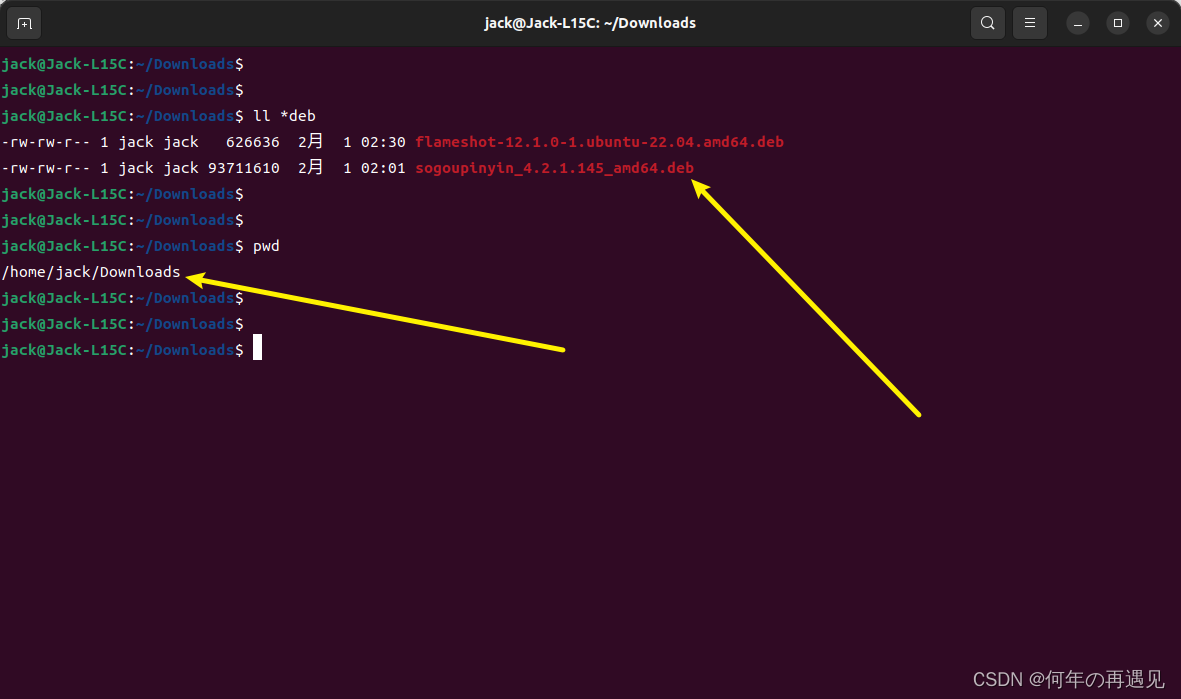 jack@Jack-L15C: ~/Downloads
jack@Jack-L15C:~/Downloads$
jack@Jack-L15C:~/Downloads$
jack@Jack-L15C:~/Downloads$ ll *deb
-rw-rw-r-- 1 jack jack   626636  2月   1 02:30 flameshot-12.1.0-1.ubuntu-22.04.amd64.deb
-rw-rw-r-- 1 jack jack 93711610  2月   1 02:01 sogoupinyin_4.2.1.145_amd64.deb
jack@Jack-L15C:~/Downloads$
jack@Jack-L15C:~/Downloads$
jack@Jack-L15C:~/Downloads$ pwd
/home/jack/Downloads
jack@Jack-L15C:~/Downloads$
jack@Jack-L15C:~/Downloads$
jack@Jack-L15C:~/Downloads$
CSDN @何年の再遇见